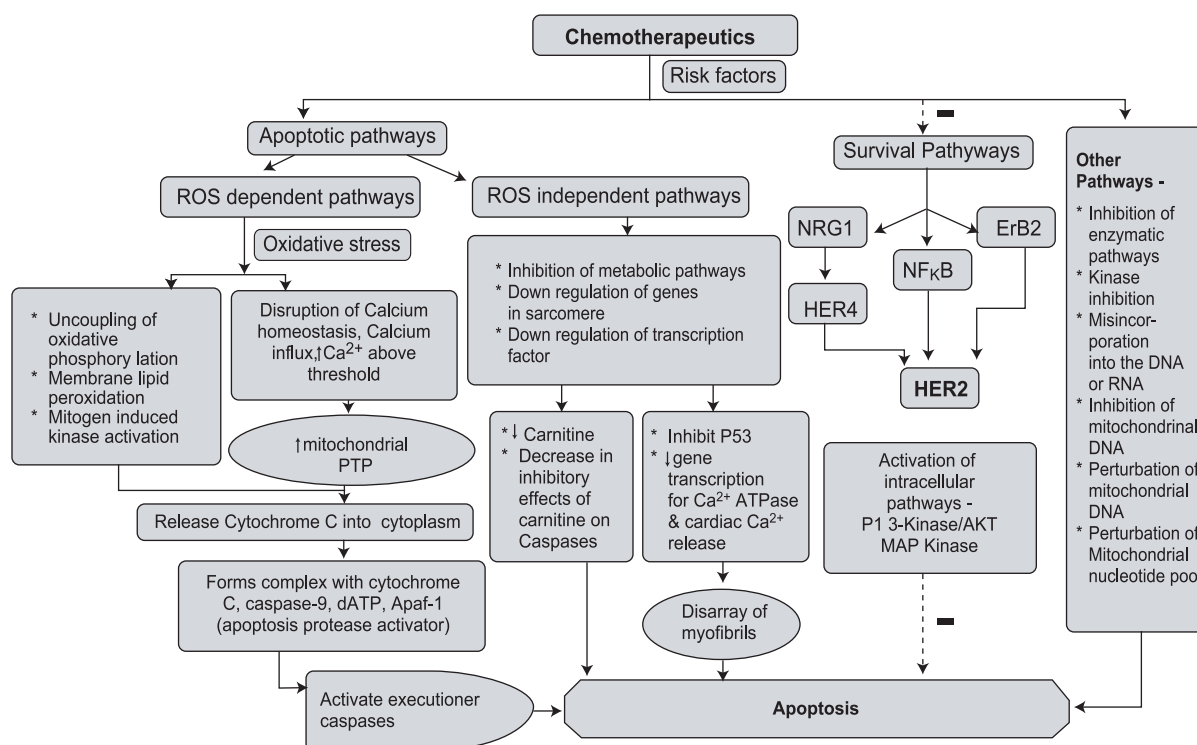 Chemotherapeutics
Risk factors
Apoptotic pathways
Survival Pathyways
ROS dependent pathways
ROS independent pathways
Oxidative stress
NRG1
ErB2
NFKB
HER4
HER2
* Uncoupling of
oxidative
phosphory lation
* Membrane lipid
peroxidation
* Mitogen induced
kinase activation
Disruption of Calcium
homeostasis, Calcium
influx,↑Ca²⁺ above
threshold
↑mitochondrial
PTP
* Inhibition of metabolic pathways
* Down regulation of genes
in sarcomere
* Down regulation of transcription
factor
*↓ Carnitine
* Decrease in
inhibitory
effects of
carnitine on
Caspases
* Inhibit P53
* ↓gene
transcription
for Ca²⁺ ATPase
& cardiac Ca²⁺
release
Activation of
intracellular
pathways -
P1 3-Kinase/AKT
MAP Kinase
Other
Pathways -
* Inhibition of
enzymatic
pathways
* Kinase
inhibition
* Misincor-
poration
into the DNA
or RNA
* Inhibition of
mitochodrinal
DNA
* Perturbation of
mitochondrial
DNA
* Perturbation of
Mitochondrial
nucleotide pool
Release Cytochrome C into cytoplasm
Forms complex with cytochrome
C, caspase-9, dATP, Apaf-1
(apoptosis protease activator)
Disarray of
myofibrils
Activate executioner
caspases
Apoptosis